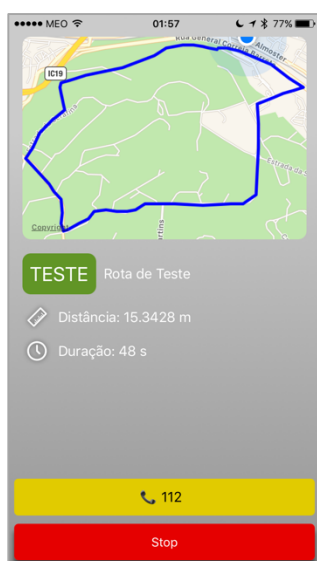 MEO 01:57 77%
Rua General Correia Barreto
Almoster
IC19
Estrada da
Copyright
TESTE Rota de Teste
Distância: 15.3428 m
Duração: 48 s
112
Stop